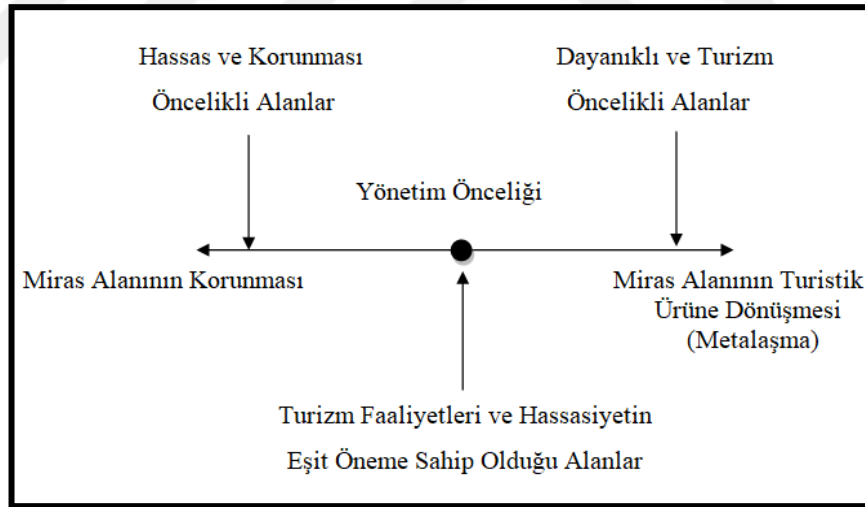 Hassas ve Korunması
Öncelikli Alanlar
Dayanıklı ve Turizm
Öncelikli Alanlar
Yönetim Önceliği
Miras Alanının Korunması
Miras Alanının Turistik
Ürüne Dönüşmesi
(Metalaşma)
Turizm Faaliyetleri ve Hassasiyetin
Eşit Öneme Sahip Olduğu Alanlar